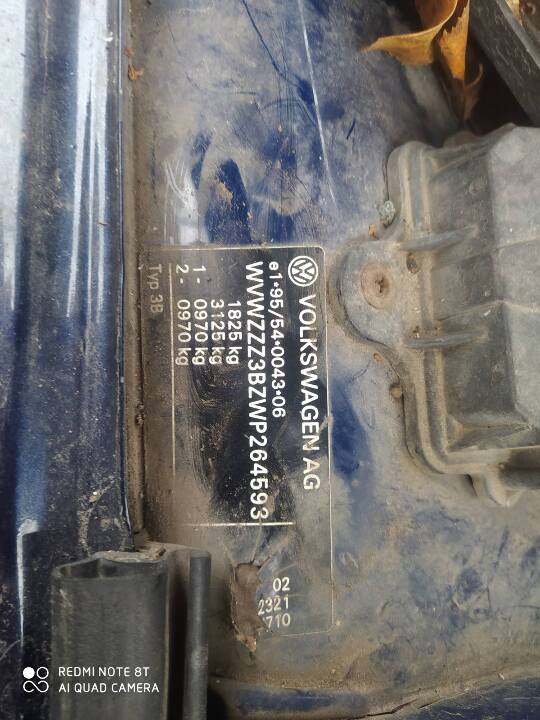 VOLKSWAGEN AG
e1*95/54*0043*06
WVWZZZ3BZWP264593
1825 kg
3125 kg
1- 0970 kg
2- 0970 kg
Typ 3B
02
2321
710
REDMI NOTE 8T
AI QUAD CAMERA